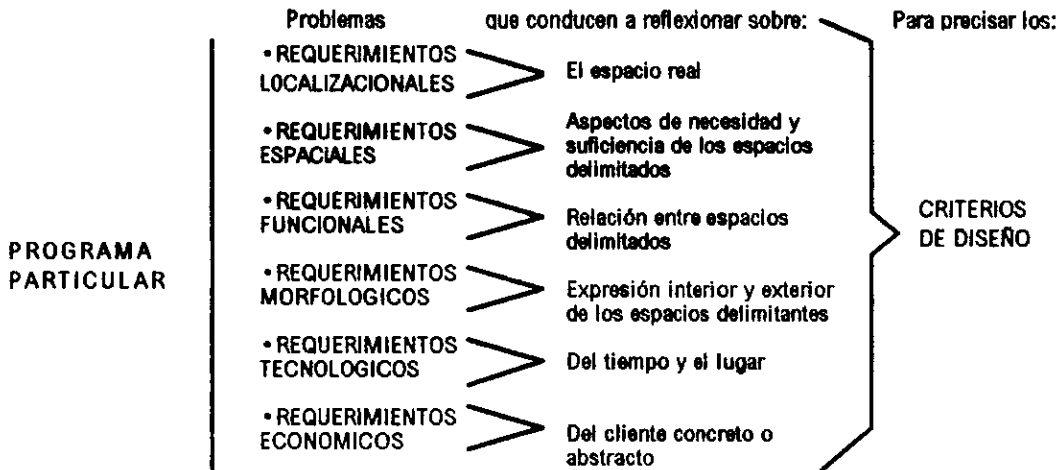 Problemas que conducen a reflexionar sobre: Para precisar los:
• REQUERIMIENTOS
LOCALIZACIONALES
El espacio real
• REQUERIMIENTOS
ESPACIALES
Aspectos de necesidad y
suficiencia de los espacios
delimitados
• REQUERIMIENTOS
FUNCIONALES
Relación entre espacios
delimitados
• REQUERIMIENTOS
MORFOLOGICOS
Expresión interior y exterior
de los espacios delimitantes
• REQUERIMIENTOS
TECNOLOGICOS
Del tiempo y el lugar
• REQUERIMIENTOS
ECONOMICOS
Del cliente concreto o
abstracto
PROGRAMA
PARTICULAR
CRITERIOS
DE DISEÑO